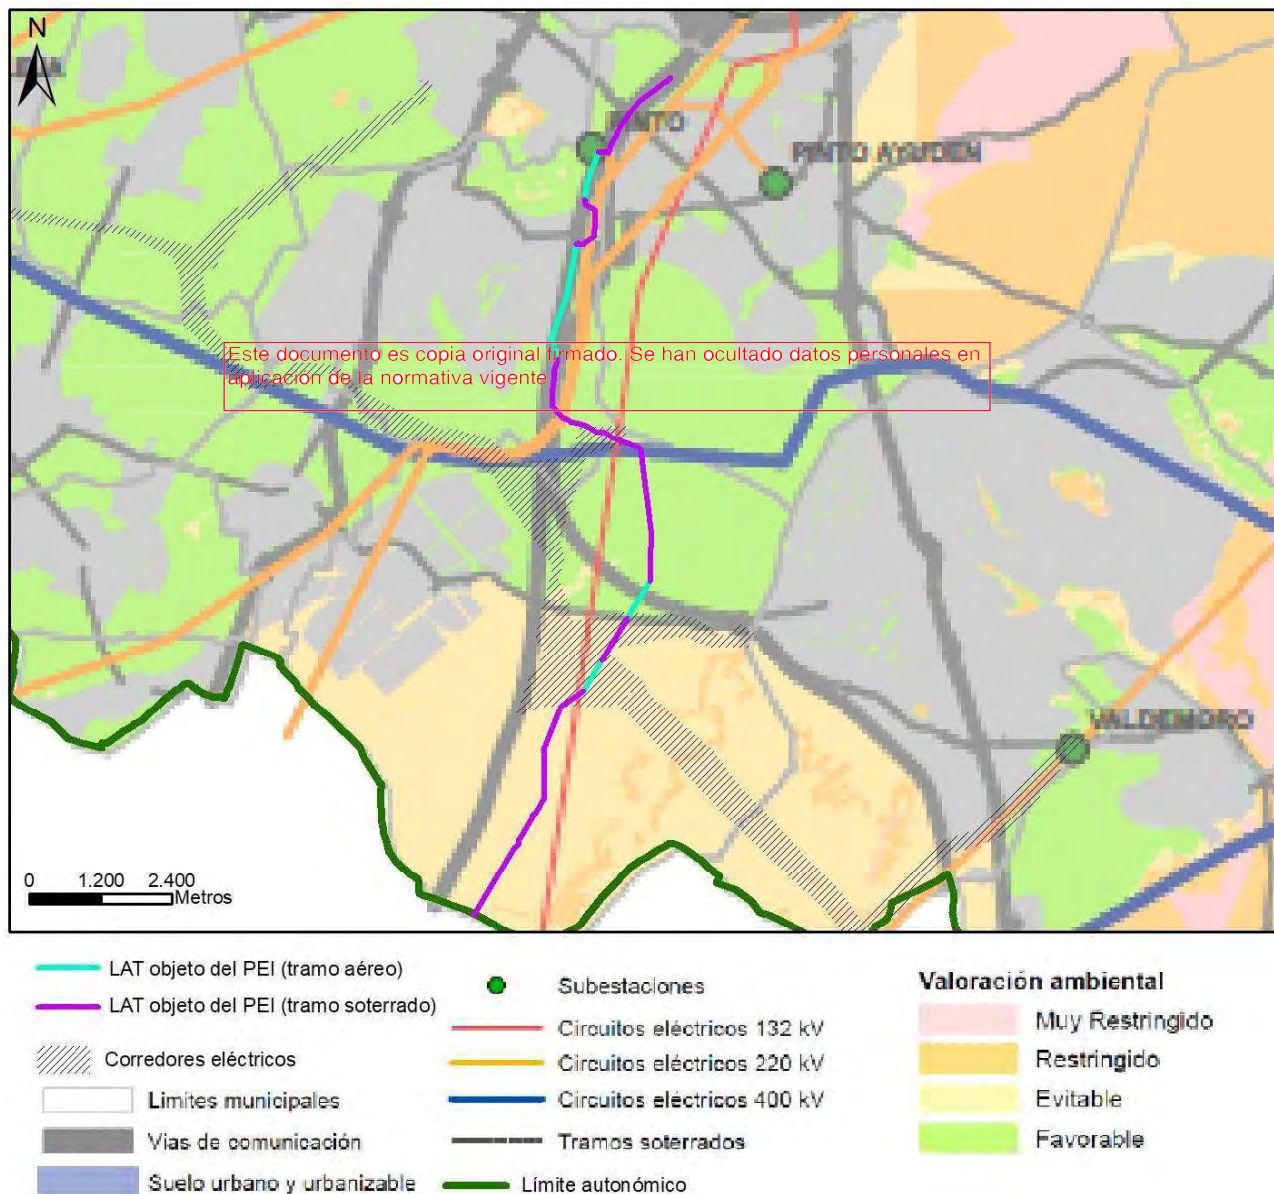 N
PINTO
PINTO AYUDEN
Este documento es copia original firmado. Se han ocultado datos personales en
aplicación de la normativa vigente
VALDEMORO
0 1.200 2.400
Metros
LAT objeto del PEI (tramo aéreo)
LAT objeto del PEI (tramo soterrado)
Corredores eléctricos
Limites municipales
Vias de comunicación
Suelo urbano y urbanizable
Subestaciones
Circuitos eléctricos 132 kV
Circuitos eléctricos 220 kV
Circuitos eléctricos 400 kV
Tramos soterrados
Límite autonómico
Valoración ambiental
Muy Restringido
Restringido
Evitable
Favorable